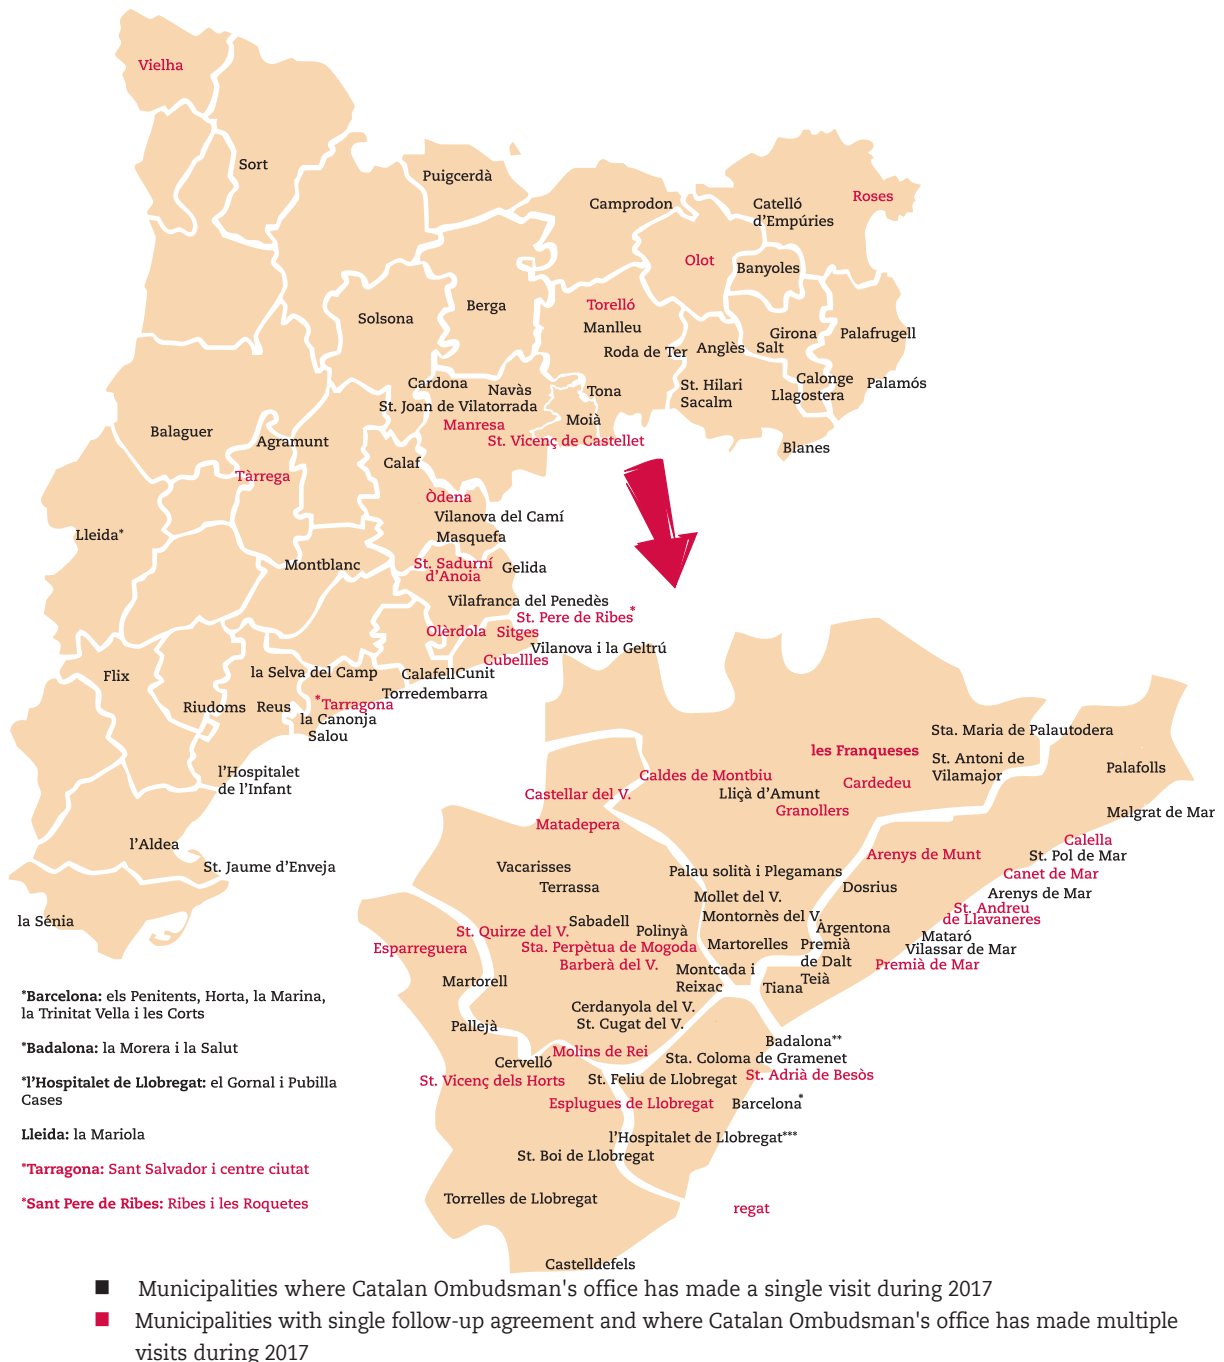 Vielha
Sort
Puigcerdà
Camprodon
Catelló
d'Empúries
Roses
Olot
Banyoles
Solsona
Berga
Torelló
Manlleu
Roda de Ter
Anglès
Girona
Salt
Palafrugell
Cardona
Navàs
Tona
St. Hilari
Sacalm
Calonge
Llagostera
Palamós
St. Joan de Vilatorrada
Moià
Manresa
St. Vicenç de Castellet
Blanes
Balaguer
Agramunt
Calaf
Tàrrega
Òdena
Vilanova del Camí
Masquefa
Lleida*
Montblanc
St. Sadurní
d'Anoia
Gelida
Vilafranca del Penedès
St. Pere de Ribes*
Olèrdola
Sitges
Vilanova i la Geltrú
Cubellles
Flix
la Selva del Camp
Calafell
Cunit
Torredembarra
Riudoms
Reus
*Tarragona
la Canonja
Salou
l'Hospitalet
de l'Infant
l'Aldea
St. Jaume d'Enveja
la Sénia
Sta. Maria de Palautodera
les Franqueses
St. Antoni de
Vilamajor
Palafolls
Caldes de Montbiu
Cardedeu
Lliçà d'Amunt
Castellar del V.
Granollers
Malgrat de Mar
Matadepera
Calella
Arenys de Munt
St. Pol de Mar
Vacarisses
Palau solità i Plegamans
Canet de Mar
Terrassa
Dosrius
Mollet del V.
Arenys de Mar
St. Andreu
de Llavaneres
Montornès del V.
Sabadell
Argentona
St. Quirze del V.
Polinyà
Mataró
Esparreguera
Sta. Perpètua de Mogoda
Martorelles
Premià
de Dalt
Vilassar de Mar
Barberà del V.
Premià de Mar
Montcada i
Reixac
Teià
Martorell
Tiana
Cerdanyola del V.
St. Cugat del V.
Pallejà
Badalona**
Molins de Rei
Sta. Coloma de Gramenet
Cervelló
St. Vicenç dels Horts
St. Feliu de Llobregat
St. Adrià de Besòs
Esplugues de Llobregat
Barcelona*
l'Hospitalet de Llobregat***
St. Boi de Llobregat
Torrelles de Llobregat
regat
Castelldefels
*Barcelona: els Penitents, Horta, la Marina,
la Trinitat Vella i les Corts
*Badalona: la Morera i la Salut
*l'Hospitalet de Llobregat: el Gornal i Pubilla
Cases
Lleida: la Mariola
*Tarragona: Sant Salvador i centre ciutat
*Sant Pere de Ribes: Ribes i les Roquetes
Municipalities where Catalan Ombudsman's office has made a single visit during 2017
Municipalities with single follow-up agreement and where Catalan Ombudsman's office has made multiple
visits during 2017